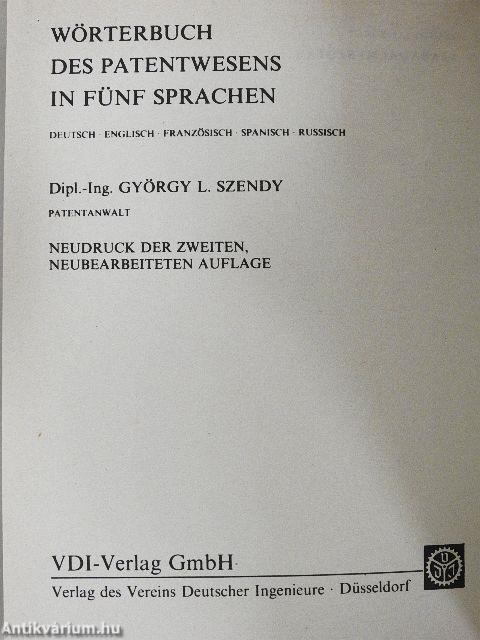 WÖRTERBUCH
DES PATENTWESENS
IN FÜNF SPRACHEN
DEUTSCH · ENGLISCH · FRANZÖSISCH · SPANISCH · RUSSISCH
Dipl.-Ing. GYÖRGY L. SZENDY
PATENTANWALT
NEUDRUCK DER ZWEITEN,
NEUBEARBEITETEN AUFLAGE
VDI-Verlag GmbH
Verlag des Vereins Deutscher Ingenieure · Düsseldorf
Antikvárium.hu